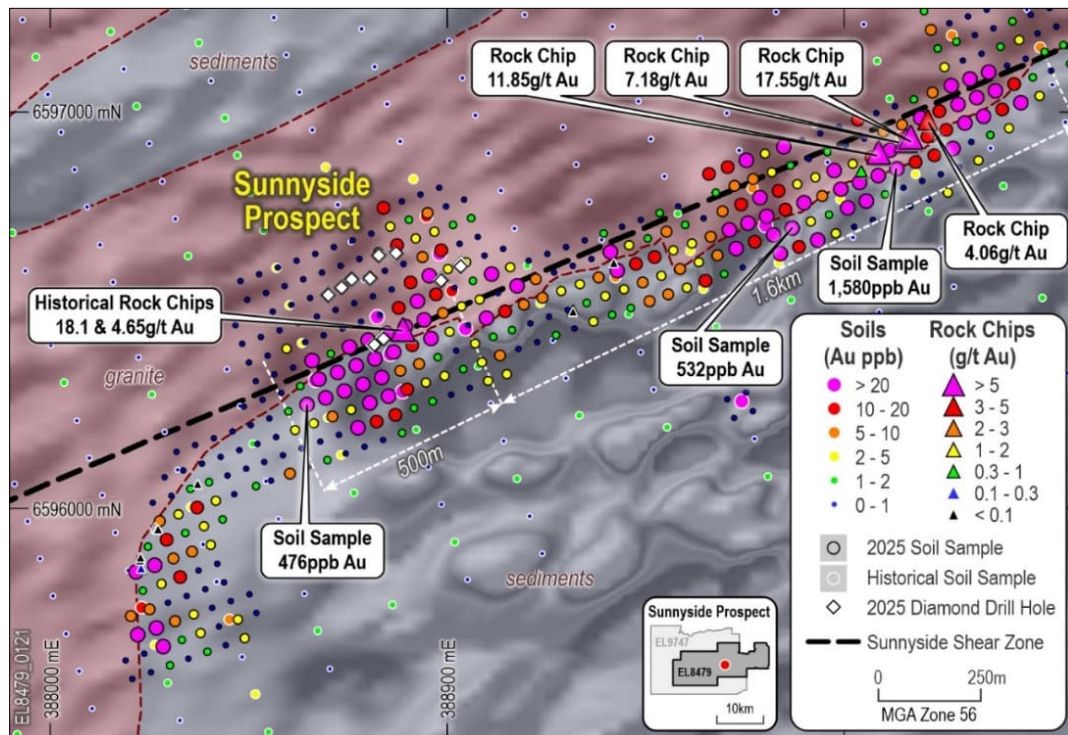 sediments
Rock Chip
11.85g/t Au
Rock Chip
7.18g/t Au
Rock Chip
17.55g/t Au
6597000 mN
Sunnyside
Prospect
Historical Rock Chips
18.1 & 4.65g/t Au
granite
Rock Chip
4.06g/t Au
Soil Sample
1,580ppb Au
1.6km
Soil Sample
532ppb Au
500m
6596000 mN
Soil Sample
476ppb Au
sediments
EL8479_0121
388000 mE
388900 mE
Sunnyside Prospect
EL9747
EL8479
10km
Soils
(Au ppb)
> 20
10 - 20
5 - 10
2 - 5
1 - 2
0 - 1
Rock Chips
(g/t Au)
> 5
3 - 5
2 - 3
1 - 2
0.3 - 1
0.1 - 0.3
< 0.1
2025 Soil Sample
Historical Soil Sample
2025 Diamond Drill Hole
Sunnyside Shear Zone
0 250m
MGA Zone 56